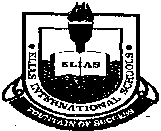 ELIAS
ELIAS INTERNATIONAL SCHOOLS
FOUNTAIN OF SUCCESS